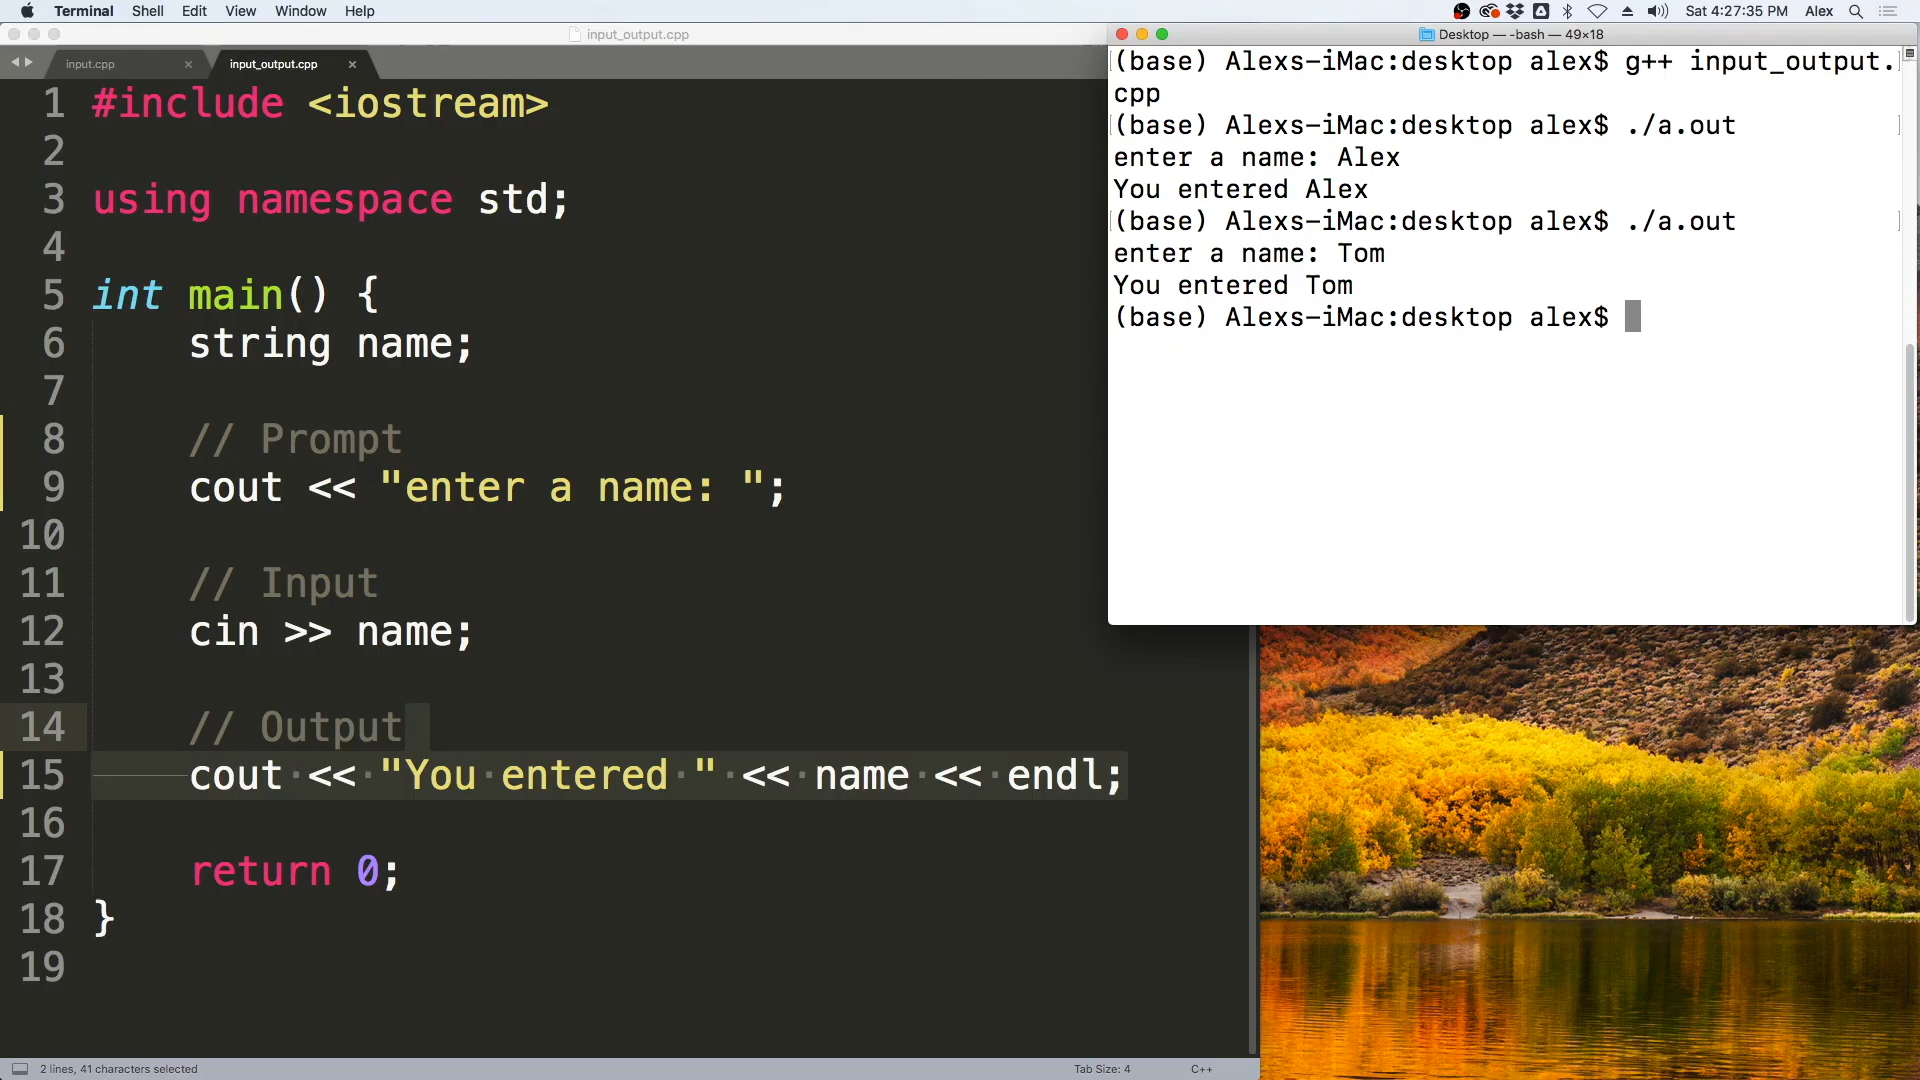 Terminal Shell Edit View Window Help
Sat 4:27:35 PM Alex
input_output.cpp
input.cpp × input_output.cpp ×
1 #include <iostream>
2
3 using namespace std;
4
5 int main() {
6 string name;
7
8 // Prompt
9 cout << "enter a name: ";
10
11 // Input
12 cin >> name;
13
14 // Output
15 cout << "You entered " << name << endl;
16
17 return 0;
18 }
19
2 lines, 41 characters selected
Tab Size: 4 C++
Desktop — -bash — 49×18
(base) Alexs-iMac:desktop alex$ g++ input_output.
cpp
(base) Alexs-iMac:desktop alex$ ./a.out
enter a name: Alex
You entered Alex
(base) Alexs-iMac:desktop alex$ ./a.out
enter a name: Tom
You entered Tom
(base) Alexs-iMac:desktop alex$